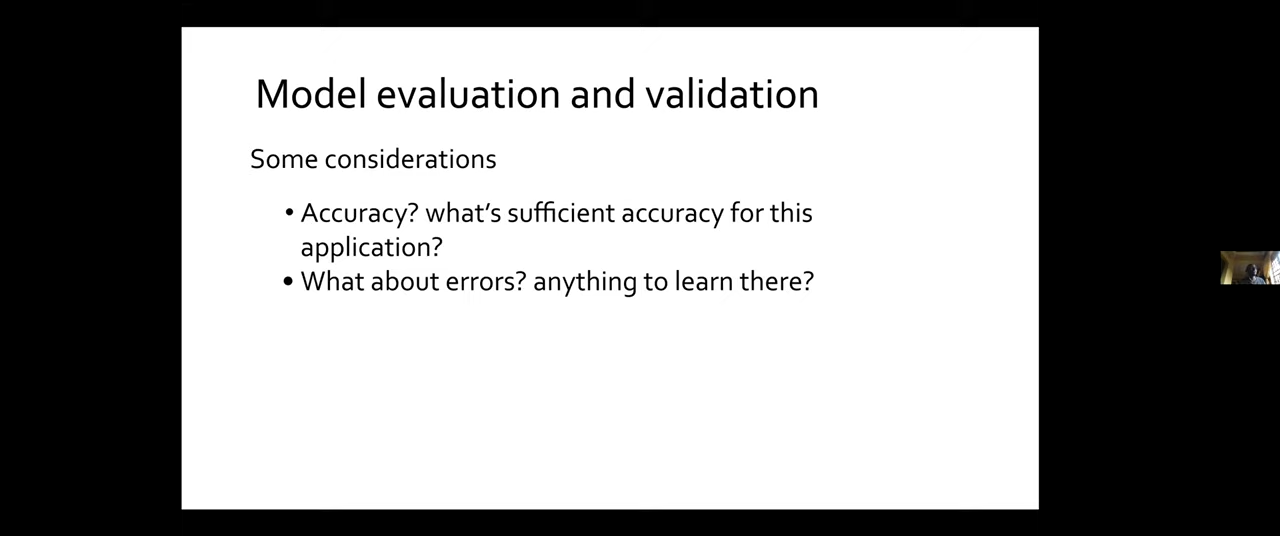 Model evaluation and validation
Some considerations
• Accuracy? what's sufficient accuracy for this
application?
• What about errors? anything to learn there?